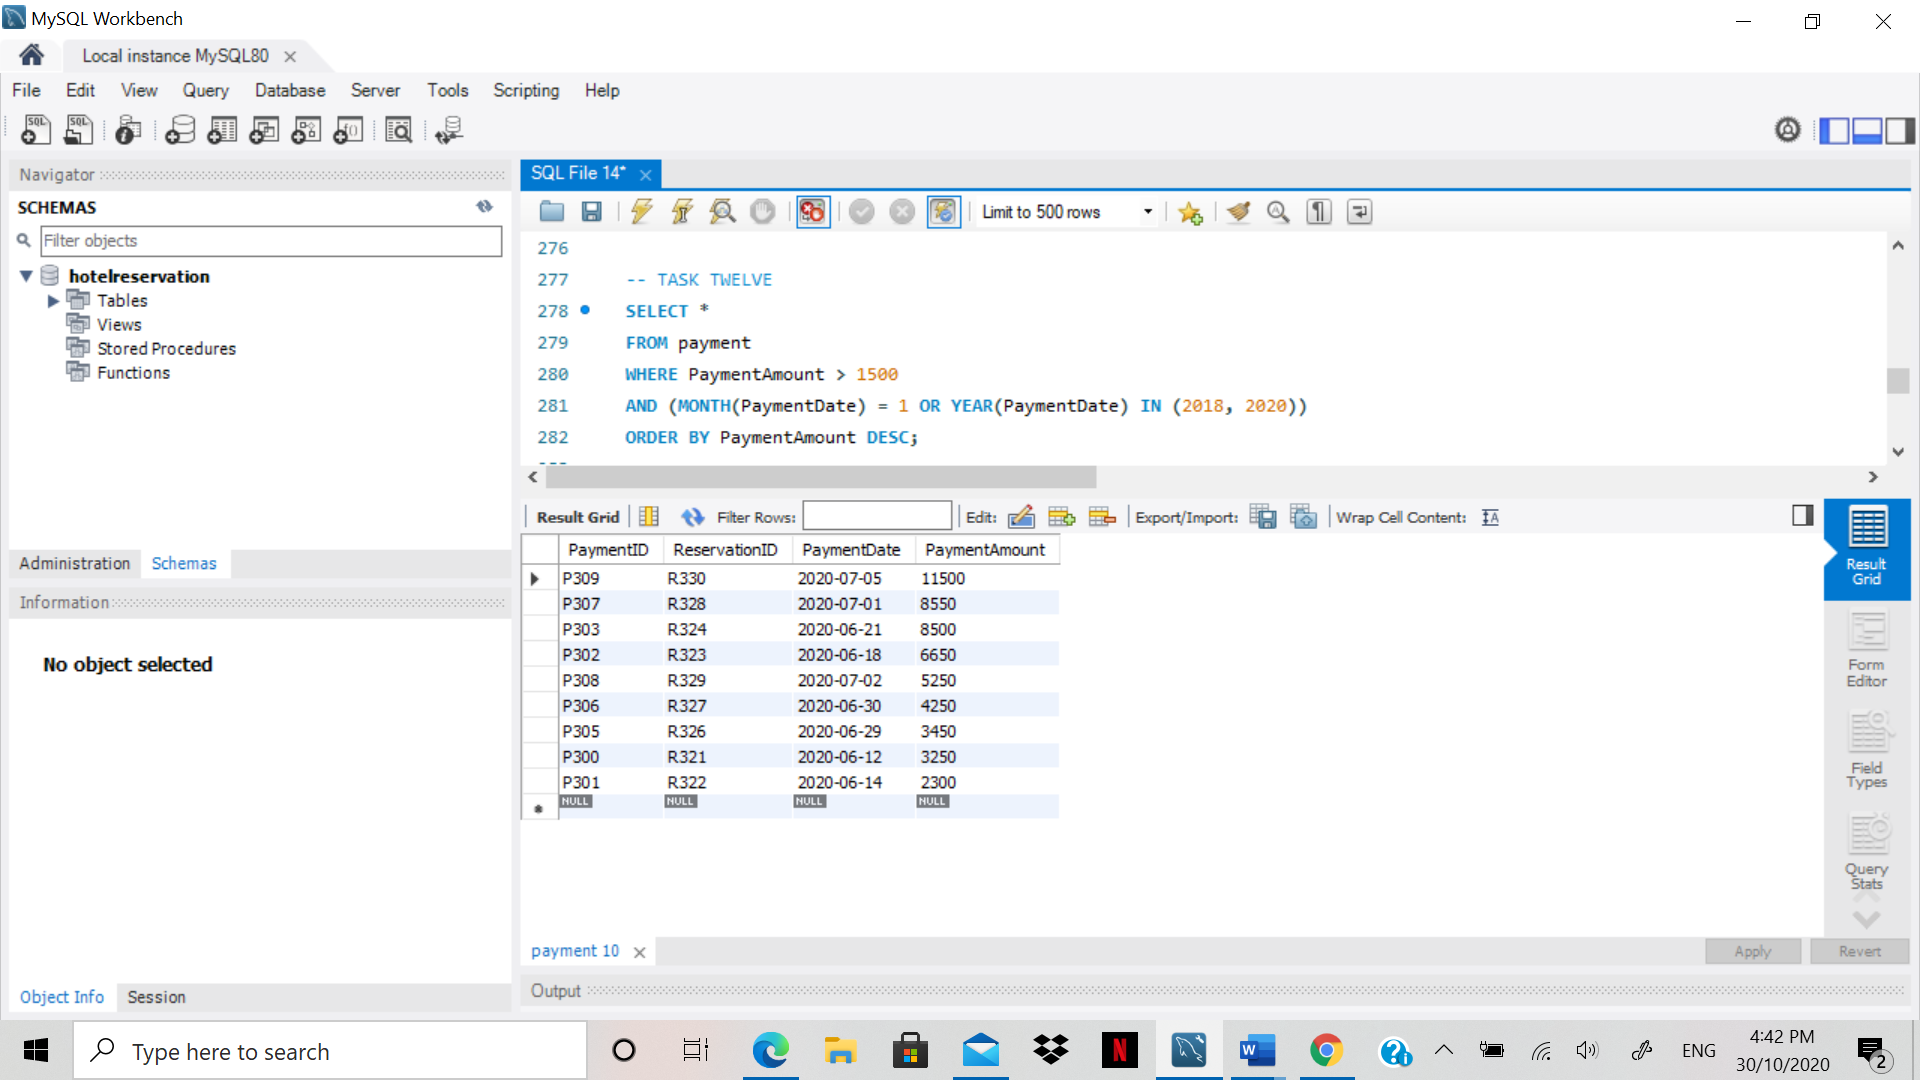 MySQL Workbench
Local instance MySQL80
File Edit View Query Database Server Tools Scripting Help
Navigator
SCHEMAS
Filter objects
hotelreservation
Tables
Views
Stored Procedures
Functions
Administration Schemas
Information
No object selected
Object Info Session
SQL File 14*
Limit to 500 rows
276
277 -- TASK TWELVE
278 SELECT *
279 FROM payment
280 WHERE PaymentAmount > 1500
281 AND (MONTH(PaymentDate) = 1 OR YEAR(PaymentDate) IN (2018, 2020))
282 ORDER BY PaymentAmount DESC;
Result Grid Filter Rows: Edit: Export/Import: Wrap Cell Content:
PaymentID ReservationID PaymentDate PaymentAmount
P309 R330 2020-07-05 11500
P307 R328 2020-07-01 8550
P303 R324 2020-06-21 8500
P302 R323 2020-06-18 6650
P308 R329 2020-07-02 5250
P306 R327 2020-06-30 4250
P305 R326 2020-06-29 3450
P300 R321 2020-06-12 3250
P301 R322 2020-06-14 2300
NULL NULL NULL NULL
Result
Grid
Form
Editor
Field
Types
Query
Stats
payment 10
Apply Revert
Output
Type here to search
ENG
4:42 PM
30/10/2020
2